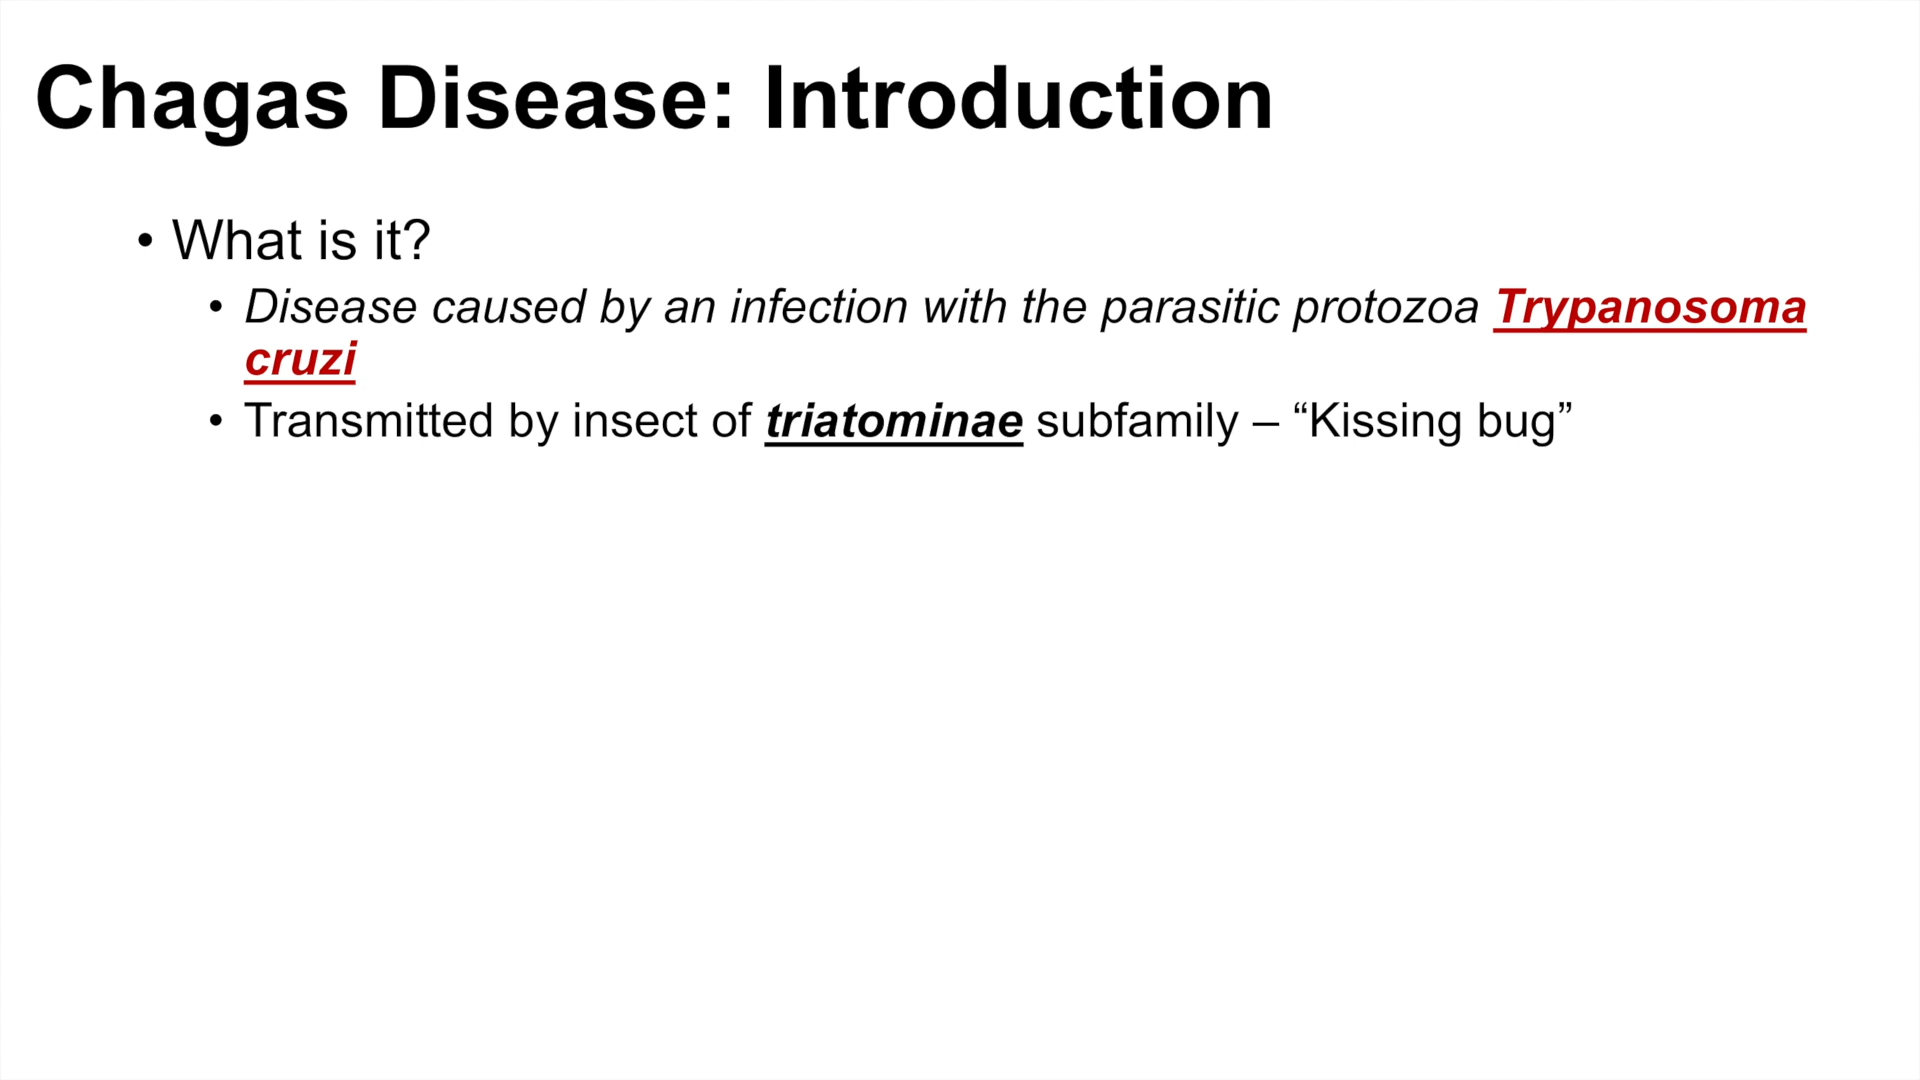 Chagas Disease: Introduction
• What is it?
• Disease caused by an infection with the parasitic protozoa Trypanosoma
cruzi
• Transmitted by insect of triatominae subfamily – “Kissing bug”